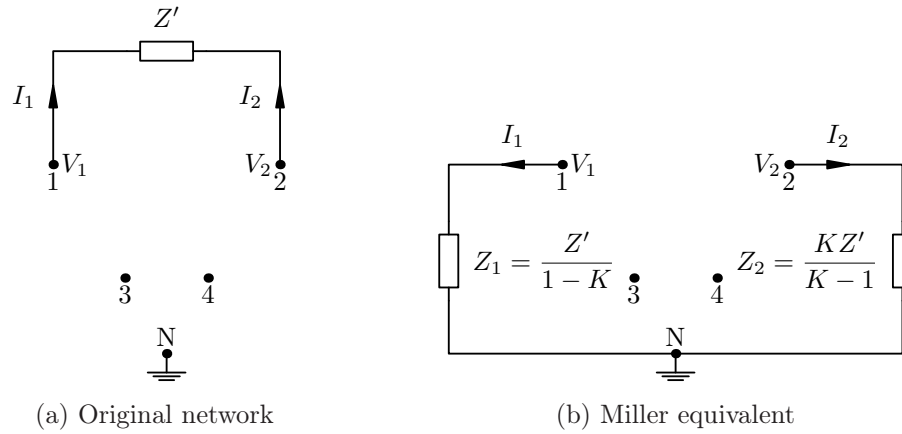 Z′
I₁ I₂
V₁ V₂
1 2
3 4
N
(a) Original network
I₁ I₂
V₁ V₂
1 2
Z₁ = Z′ / (1 − K) Z₂ = KZ′ / (K − 1)
3 4
N
(b) Miller equivalent